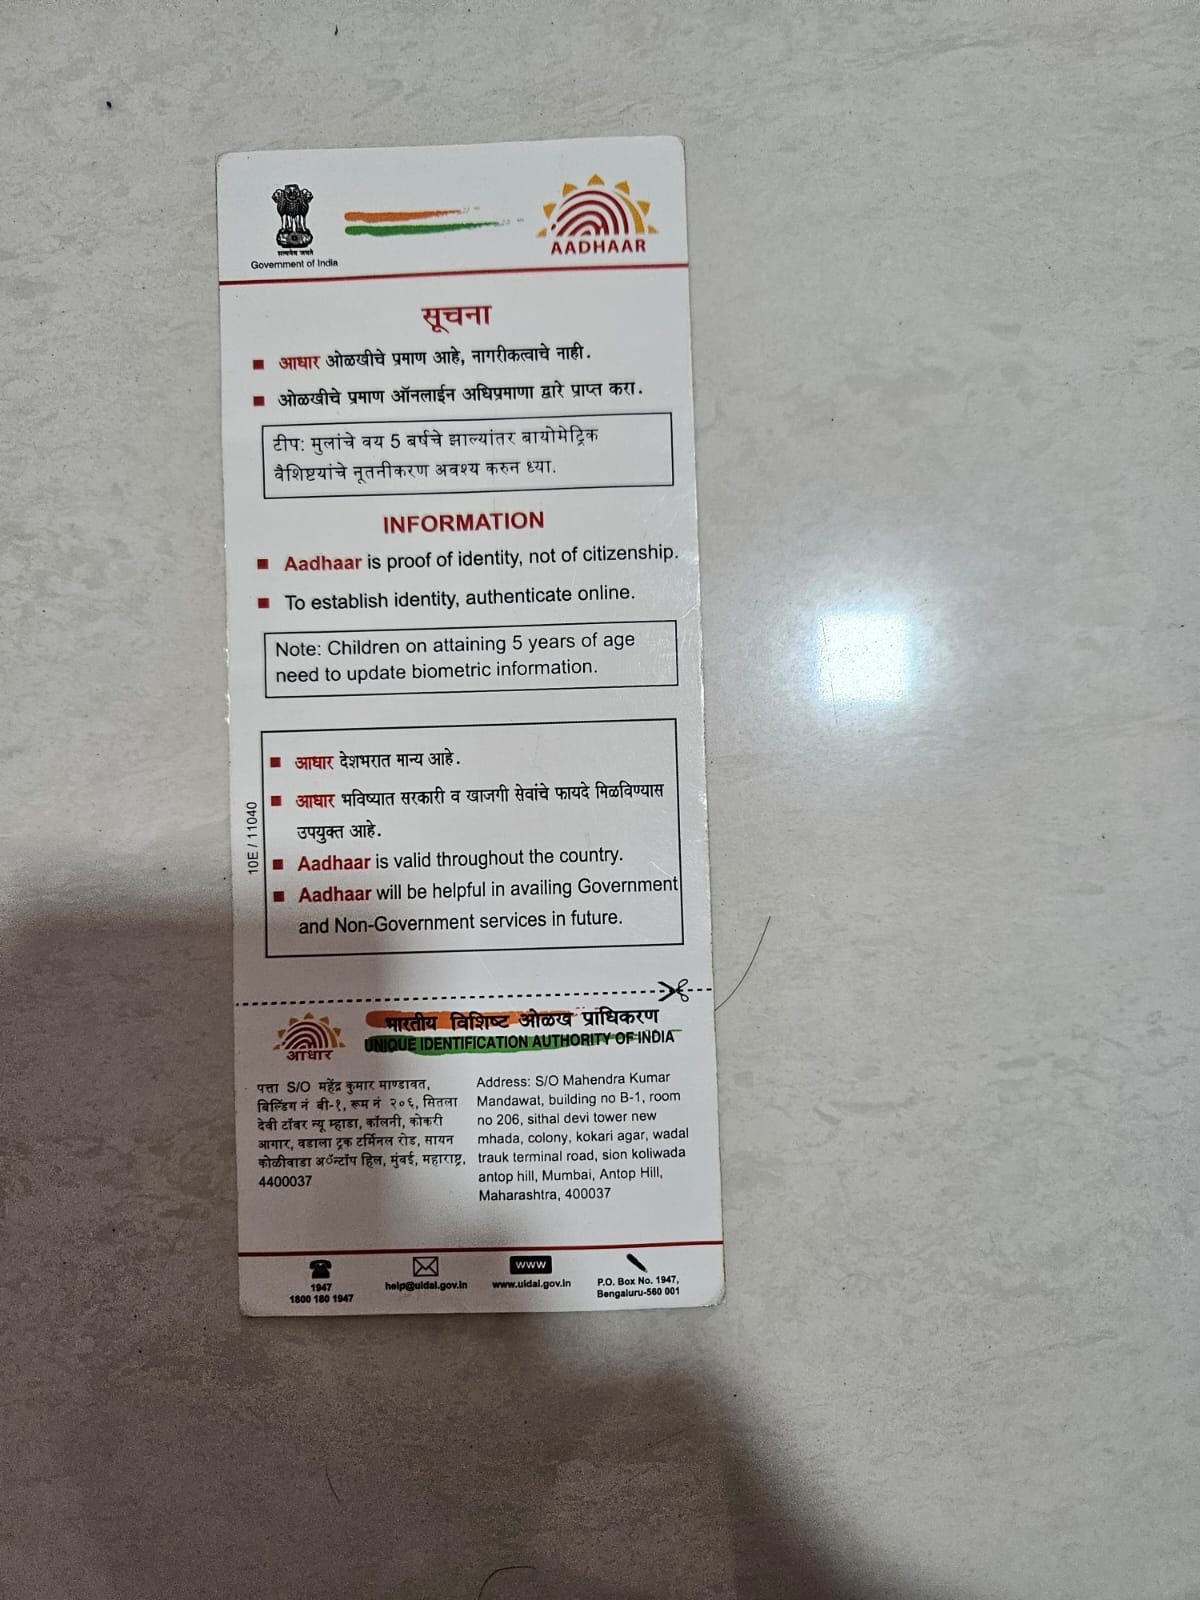 सत्यमेव जयते
Government of India
AADHAAR
सूचना
आधार ओळखीचे प्रमाण आहे, नागरीकत्वाचे नाही.
ओळखीचे प्रमाण ऑनलाईन अधिप्रमाणा द्वारे प्राप्त करा.
टीप: मुलांचे वय 5 बर्षचे झाल्यांतर बायोमेट्रिक
वैशिष्टयांचे नूतनीकरण अवश्य करुन ध्या.
INFORMATION
Aadhaar is proof of identity, not of citizenship.
To establish identity, authenticate online.
Note: Children on attaining 5 years of age
need to update biometric information.
आधार देशभरात मान्य आहे.
आधार भविष्यात सरकारी व खाजगी सेवांचे फायदे मिळविण्यास
उपयुक्त आहे.
Aadhaar is valid throughout the country.
Aadhaar will be helpful in availing Government
and Non-Government services in future.
10E / 11040
आधार
भारतीय विशिष्ट ओळख प्राधिकरण
UNIQUE IDENTIFICATION AUTHORITY OF INDIA
पत्ता S/O महेंद्र कुमार माण्डावत,
बिल्डिंग नं बी-१, रूम नं २०६, सितला
देवी टॉवर न्यू म्हाडा, कॉलनी, कोकरी
आगार, वडाला ट्रक टर्मिनल रोड, सायन
कोळीवाडा अॅन्टॉप हिल, मुंबई, महाराष्ट्र,
4400037
Address: S/O Mahendra Kumar
Mandawat, building no B-1, room
no 206, sithal devi tower new
mhada, colony, kokari agar, wadal
trauk terminal road, sion koliwada
antop hill, Mumbai, Antop Hill,
Maharashtra, 400037
1947
1800 180 1947
help@uidai.gov.in
www
www.uidai.gov.in
P.O. Box No. 1947,
Bengaluru-560 001